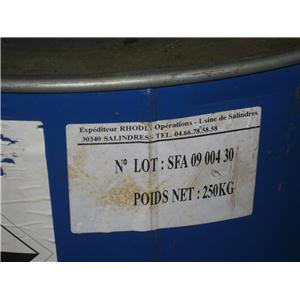 Expéditeur RHODIA Opérations - Usine de Salindres
30340 SALINDRES - TEL. 04.66.78.58.58
N° LOT : SFA 09 004 30
POIDS NET : 250KG